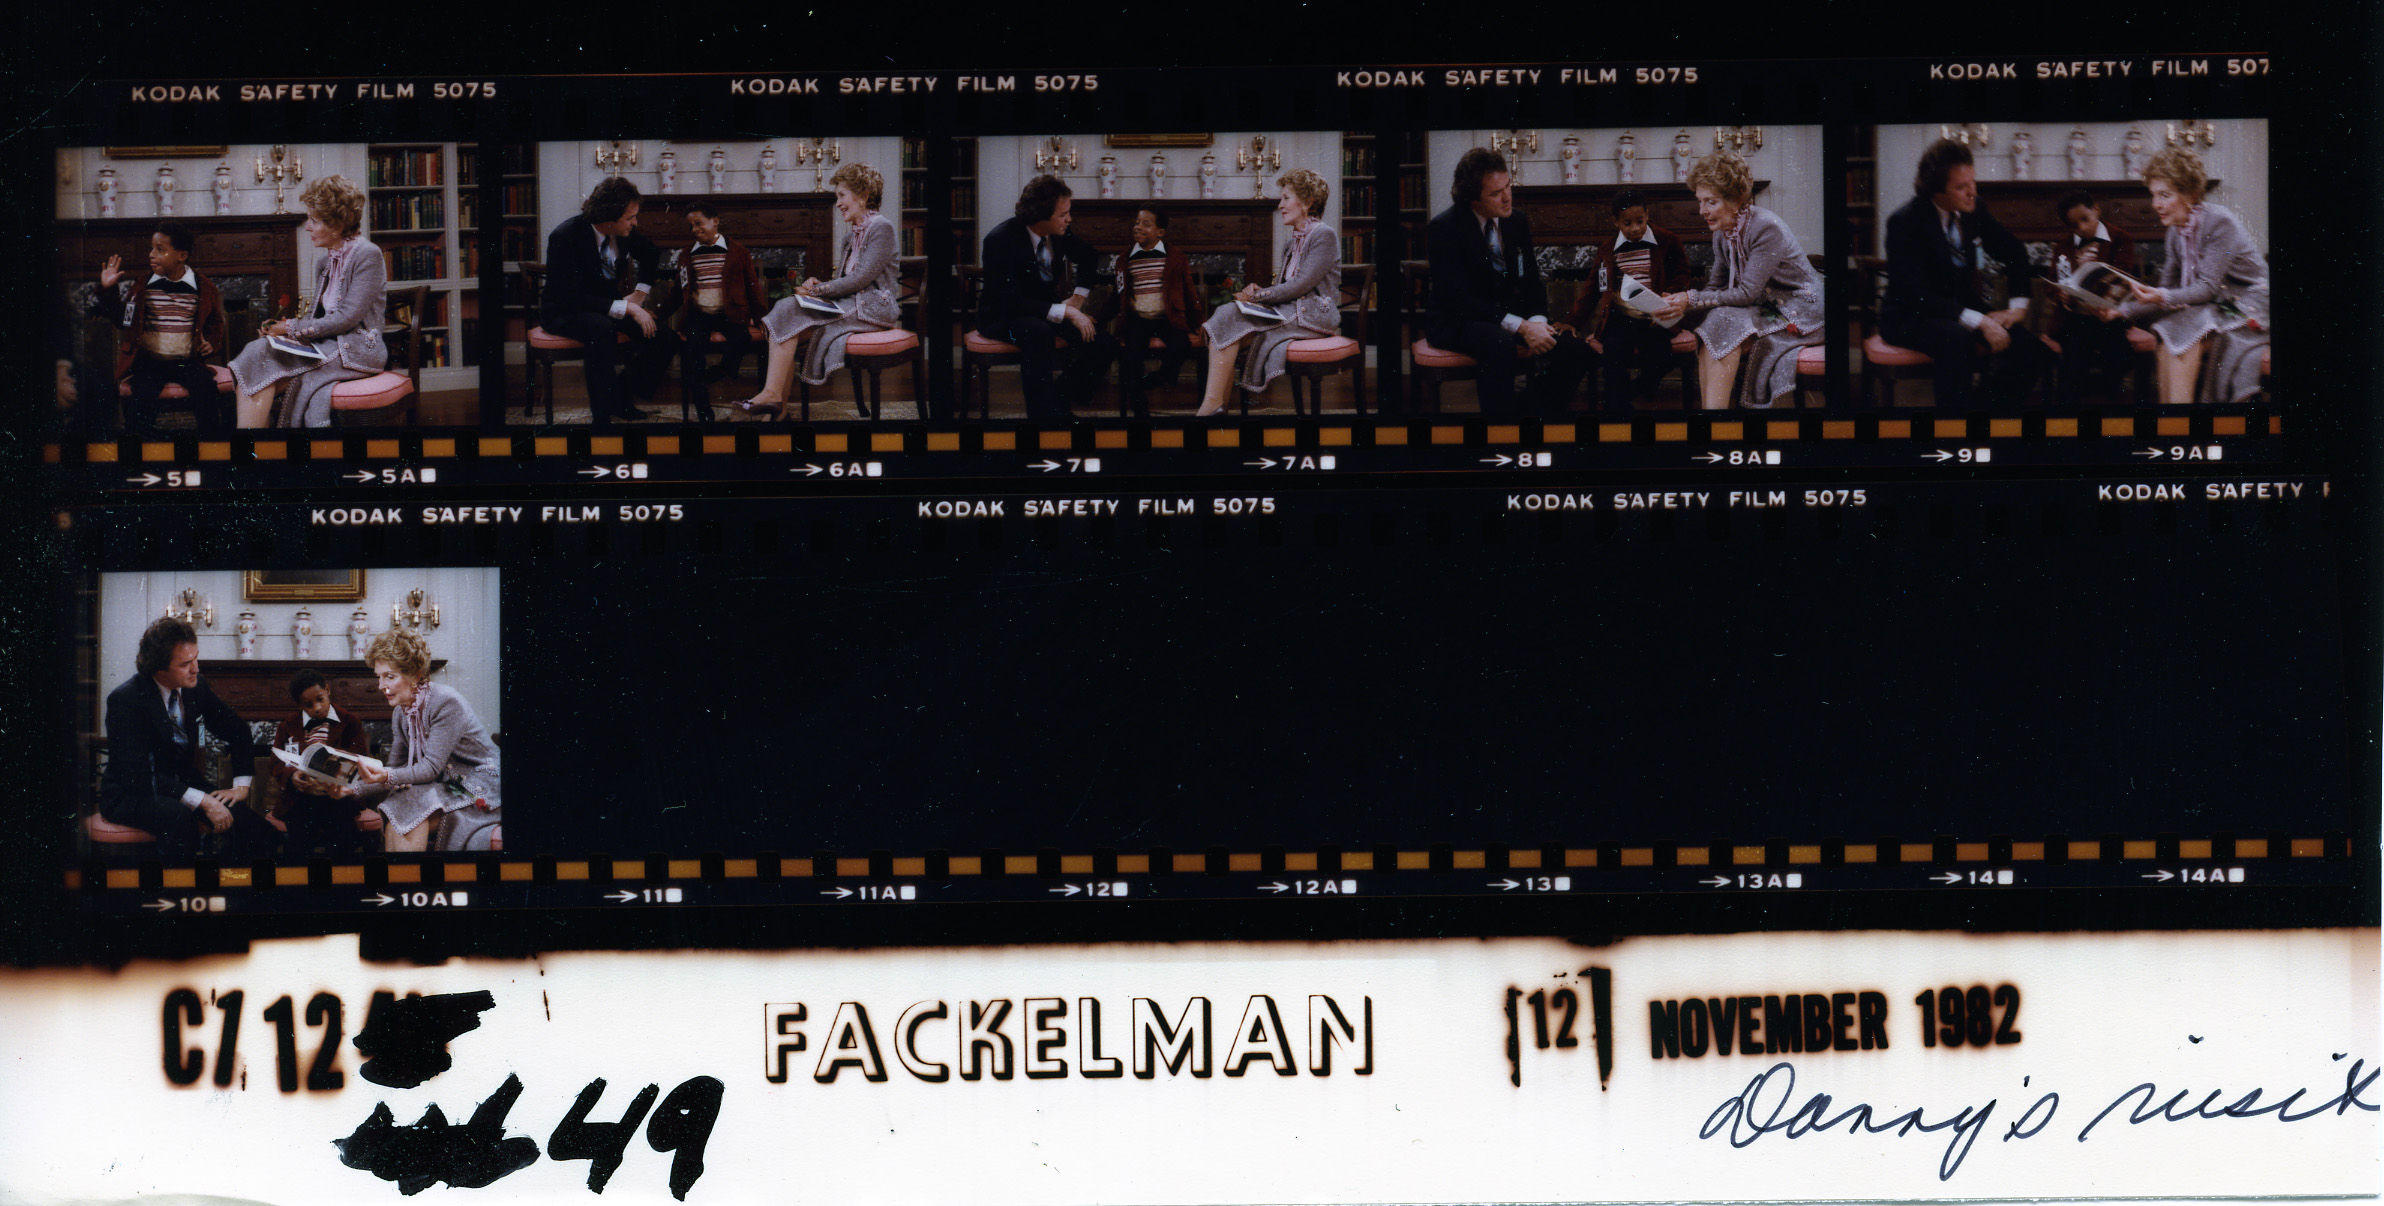 KODAK SAFETY FILM 5075 KODAK SAFETY FILM 5075 KODAK SAFETY FILM 5075 KODAK SAFETY FILM 507
→5 →5A →6 →6A →7 →7A →8 →8A →9 →9A
KODAK SAFETY FILM 5075 KODAK SAFETY FILM 5075 KODAK SAFETY FILM 5075 KODAK SAFETY F
→10 →10A →11 →11A →12 →12A →13 →13A →14 →14A
C7 12 FACKELMAN 12 NOVEMBER 1982
49 Danny's visit